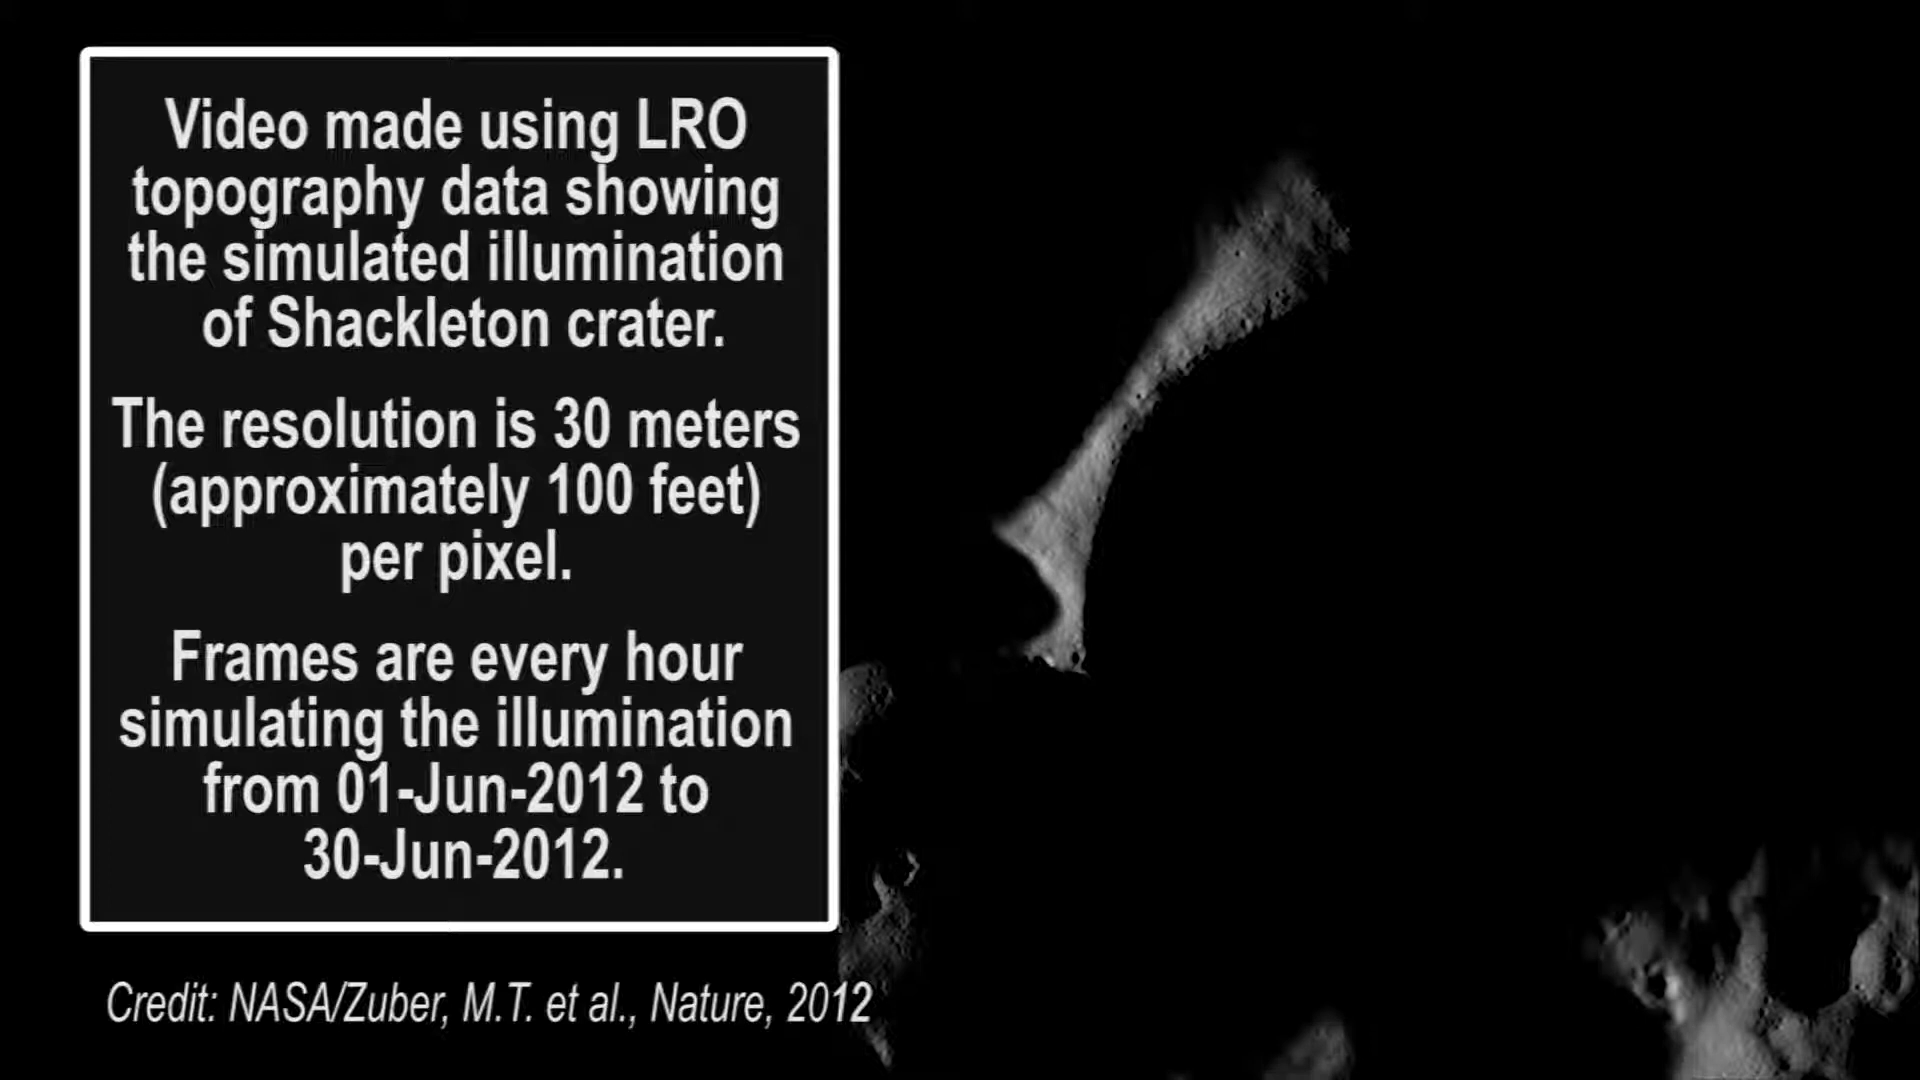 Video made using LRO
topography data showing
the simulated illumination
of Shackleton crater.
The resolution is 30 meters
(approximately 100 feet)
per pixel.
Frames are every hour
simulating the illumination
from 01-Jun-2012 to
30-Jun-2012.
Credit: NASA/Zuber, M.T. et al., Nature, 2012